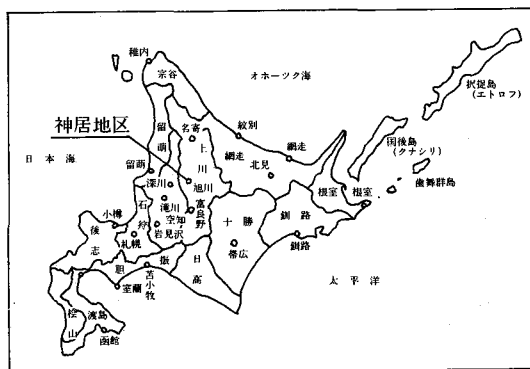 稚内
宗谷
オホーツク海
択捉島
(エトロフ)
国後島
(クナシリ)
歯舞群島
神居地区
日本海
留萌
名寄
上川
紋別
網走
網走
北見
留萌
深川
旭川
根室
根室
滝川
富良野
石狩
空知
岩見沢
小樽
後志
札幌
十勝
帯広
釧路
釧路
胆振
日高
苫小牧
室蘭
太平洋
桧山
渡島
函館